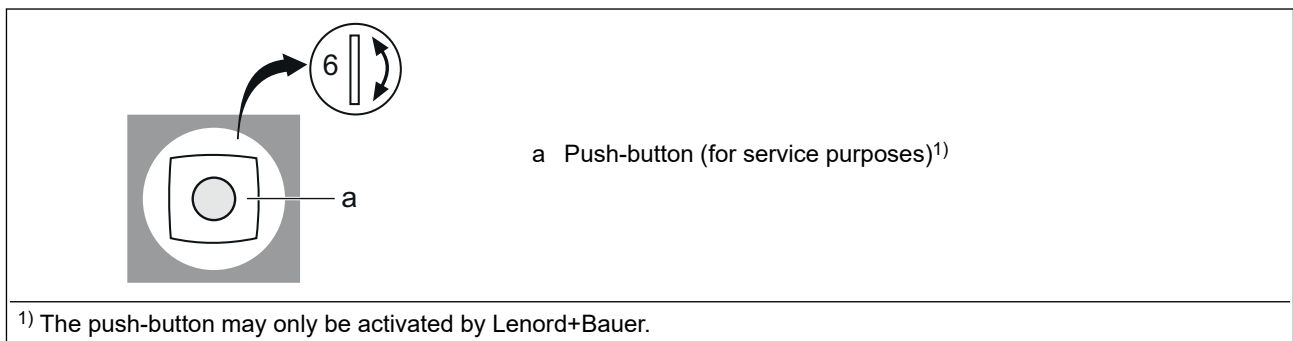 6
a Push-button (for service purposes)1)
a
1) The push-button may only be activated by Lenord+Bauer.